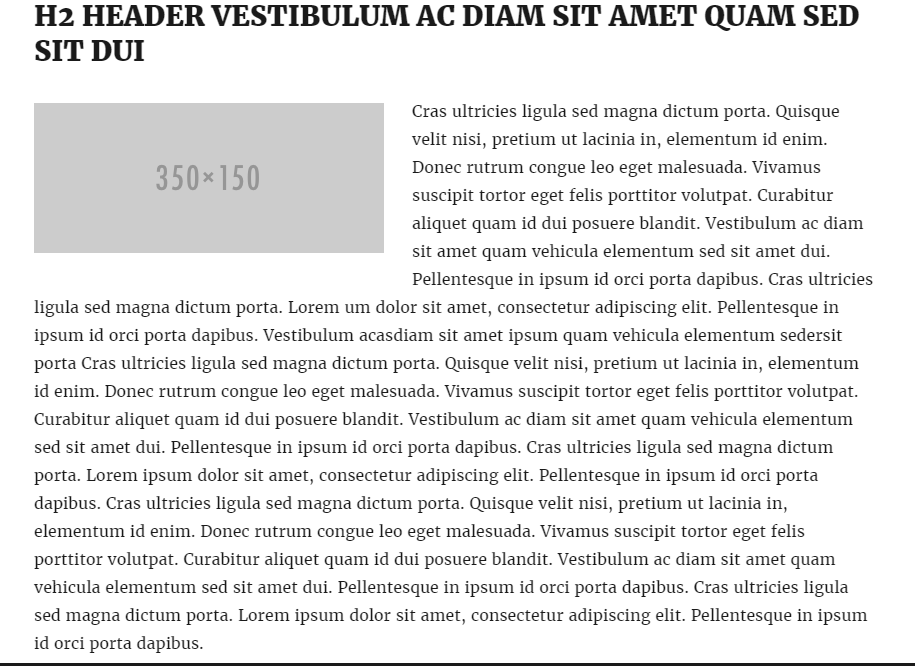 H2 HEADER VESTIBULUM AC DIAM SIT AMET QUAM SED
SIT DUI
350×150
Cras ultricies ligula sed magna dictum porta. Quisque
velit nisi, pretium ut lacinia in, elementum id enim.
Donec rutrum congue leo eget malesuada. Vivamus
suscipit tortor eget felis porttitor volutpat. Curabitur
aliquet quam id dui posuere blandit. Vestibulum ac diam
sit amet quam vehicula elementum sed sit amet dui.
Pellentesque in ipsum id orci porta dapibus. Cras ultricies
ligula sed magna dictum porta. Lorem um dolor sit amet, consectetur adipiscing elit. Pellentesque in
ipsum id orci porta dapibus. Vestibulum acasdiam sit amet ipsum quam vehicula elementum sedersit
porta Cras ultricies ligula sed magna dictum porta. Quisque velit nisi, pretium ut lacinia in, elementum
id enim. Donec rutrum congue leo eget malesuada. Vivamus suscipit tortor eget felis porttitor volutpat.
Curabitur aliquet quam id dui posuere blandit. Vestibulum ac diam sit amet quam vehicula elementum
sed sit amet dui. Pellentesque in ipsum id orci porta dapibus. Cras ultricies ligula sed magna dictum
porta. Lorem ipsum dolor sit amet, consectetur adipiscing elit. Pellentesque in ipsum id orci porta
dapibus. Cras ultricies ligula sed magna dictum porta. Quisque velit nisi, pretium ut lacinia in,
elementum id enim. Donec rutrum congue leo eget malesuada. Vivamus suscipit tortor eget felis
porttitor volutpat. Curabitur aliquet quam id dui posuere blandit. Vestibulum ac diam sit amet quam
vehicula elementum sed sit amet dui. Pellentesque in ipsum id orci porta dapibus. Cras ultricies ligula
sed magna dictum porta. Lorem ipsum dolor sit amet, consectetur adipiscing elit. Pellentesque in ipsum
id orci porta dapibus.